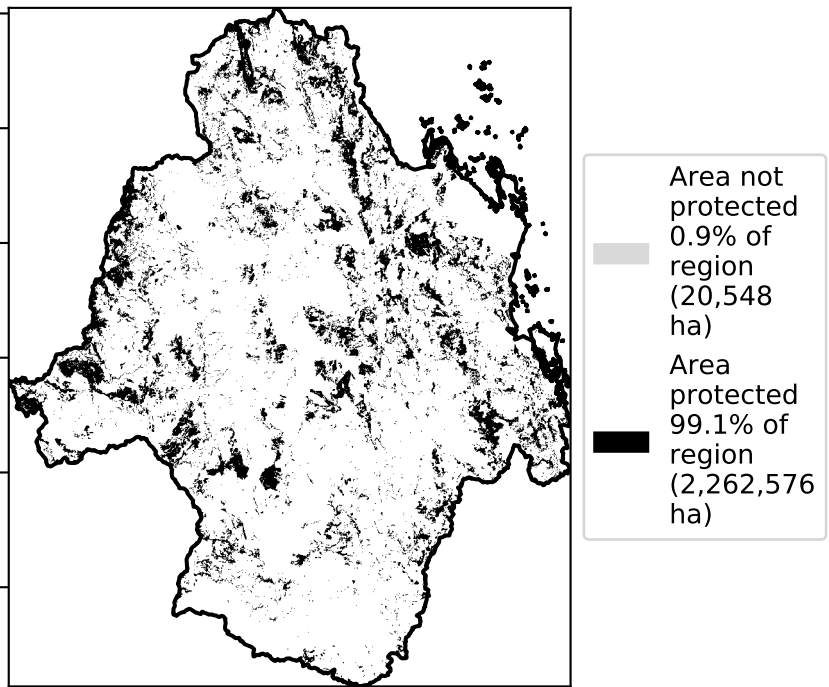 Area not
protected
0.9% of
region
(20,548
ha)
Area
protected
99.1% of
region
(2,262,576
ha)